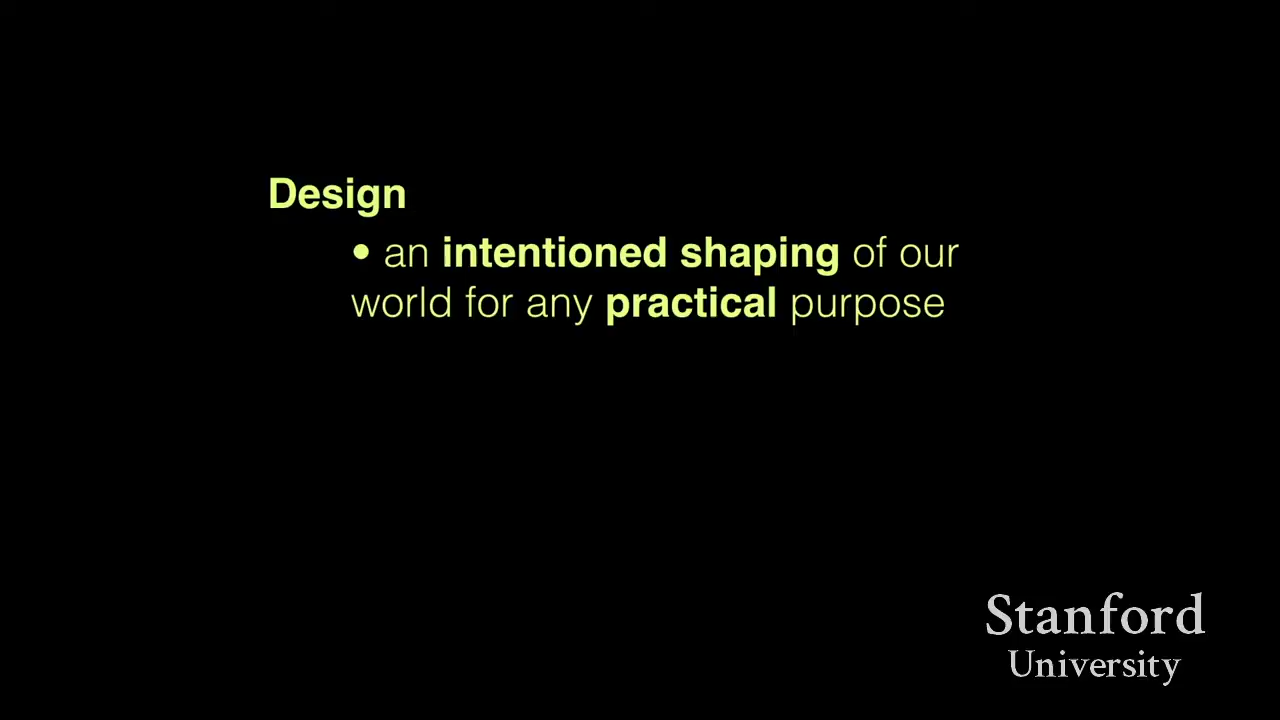 Design
• an intentioned shaping of our
world for any practical purpose
Stanford
University